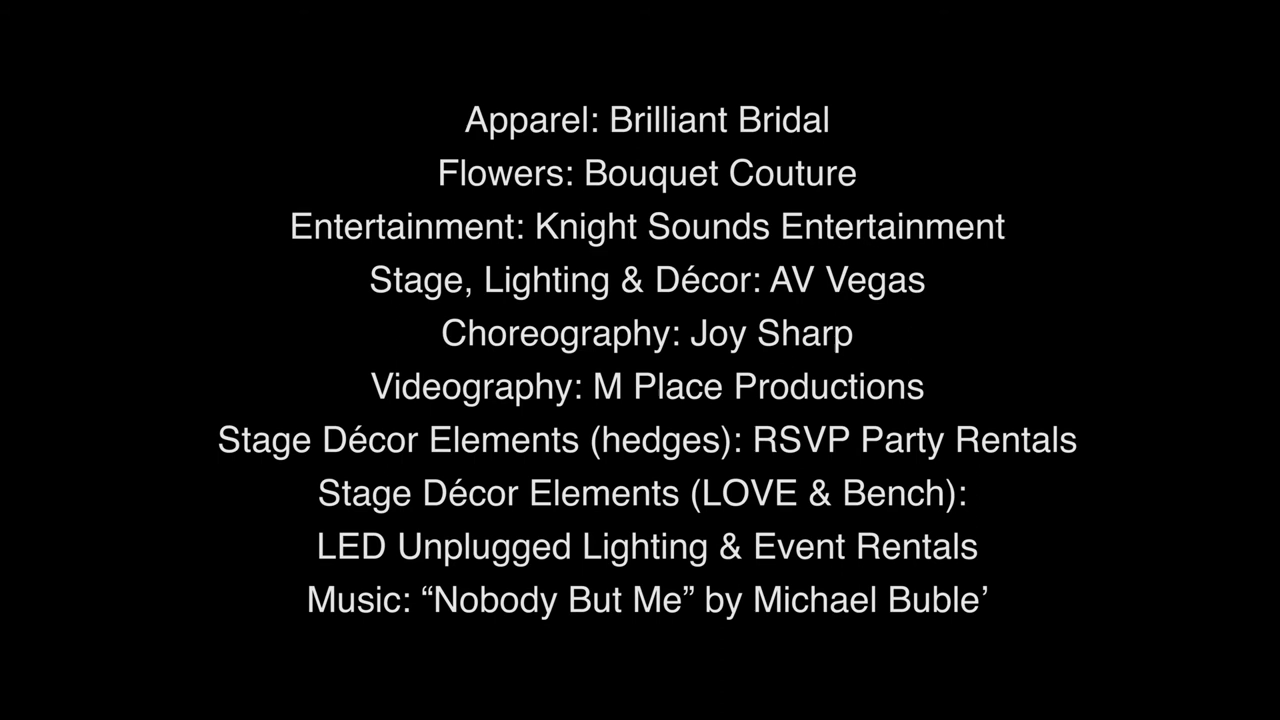 Apparel: Brilliant Bridal
Flowers: Bouquet Couture
Entertainment: Knight Sounds Entertainment
Stage, Lighting & Décor: AV Vegas
Choreography: Joy Sharp
Videography: M Place Productions
Stage Décor Elements (hedges): RSVP Party Rentals
Stage Décor Elements (LOVE & Bench):
LED Unplugged Lighting & Event Rentals
Music: “Nobody But Me” by Michael Buble’